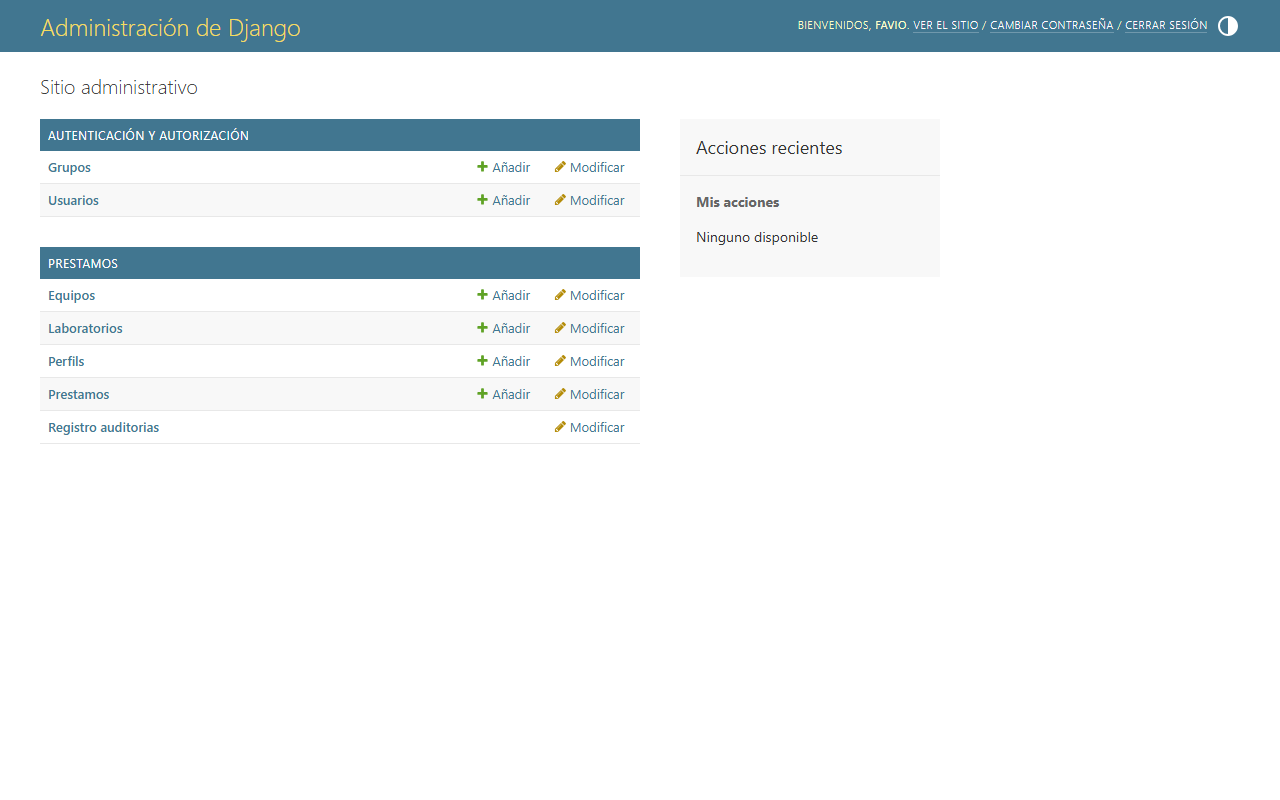 Administración de Django
BIENVENIDOS, FAVIO. VER EL SITIO / CAMBIAR CONTRASEÑA / CERRAR SESIÓN
Sitio administrativo
AUTENTICACIÓN Y AUTORIZACIÓN
Grupos Añadir Modificar
Usuarios Añadir Modificar
PRESTAMOS
Equipos Añadir Modificar
Laboratorios Añadir Modificar
Perfils Añadir Modificar
Prestamos Añadir Modificar
Registro auditorias Modificar
Acciones recientes
Mis acciones
Ninguno disponible